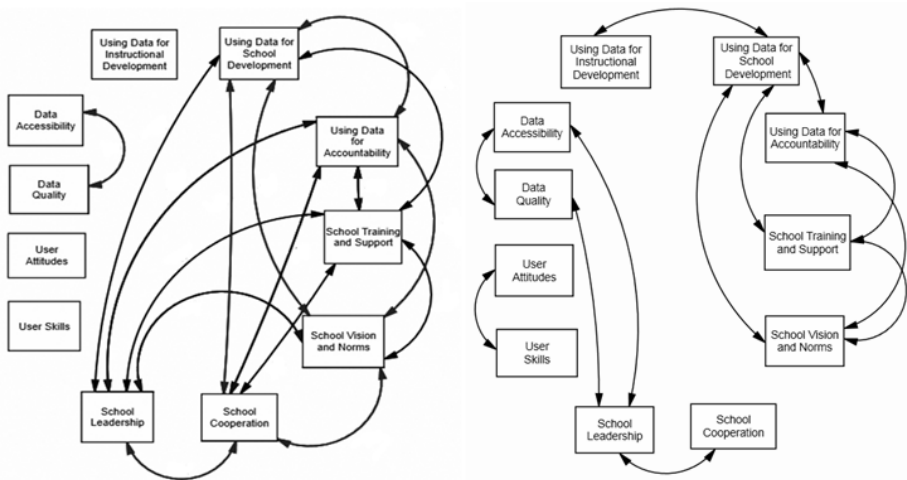 Using Data for
Instructional
Development
Using Data for
School
Development
Data
Accessibility
Using Data
for
Accountability
Data
Quality
School Training
and Support
User
Attitudes
User Skills
School Vision
and Norms
School
Leadership
School
Cooperation
Using Data for
Instructional
Development
Using Data for
School
Development
Data
Accessibility
Using Data for
Accountability
Data
Quality
School Training
and Support
User
Attitudes
User
Skills
School Vision
and Norms
School
Leadership
School
Cooperation